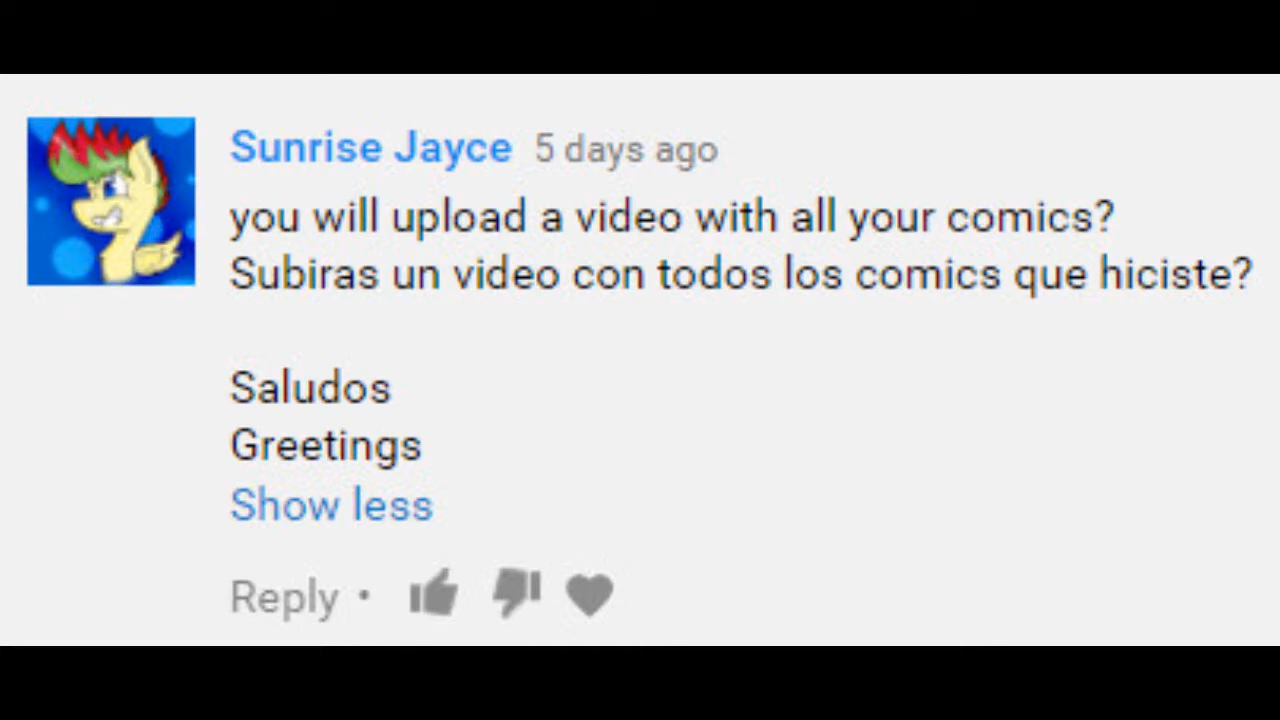 Sunrise Jayce 5 days ago
you will upload a video with all your comics?
Subiras un video con todos los comics que hiciste?
Saludos
Greetings
Show less
Reply •